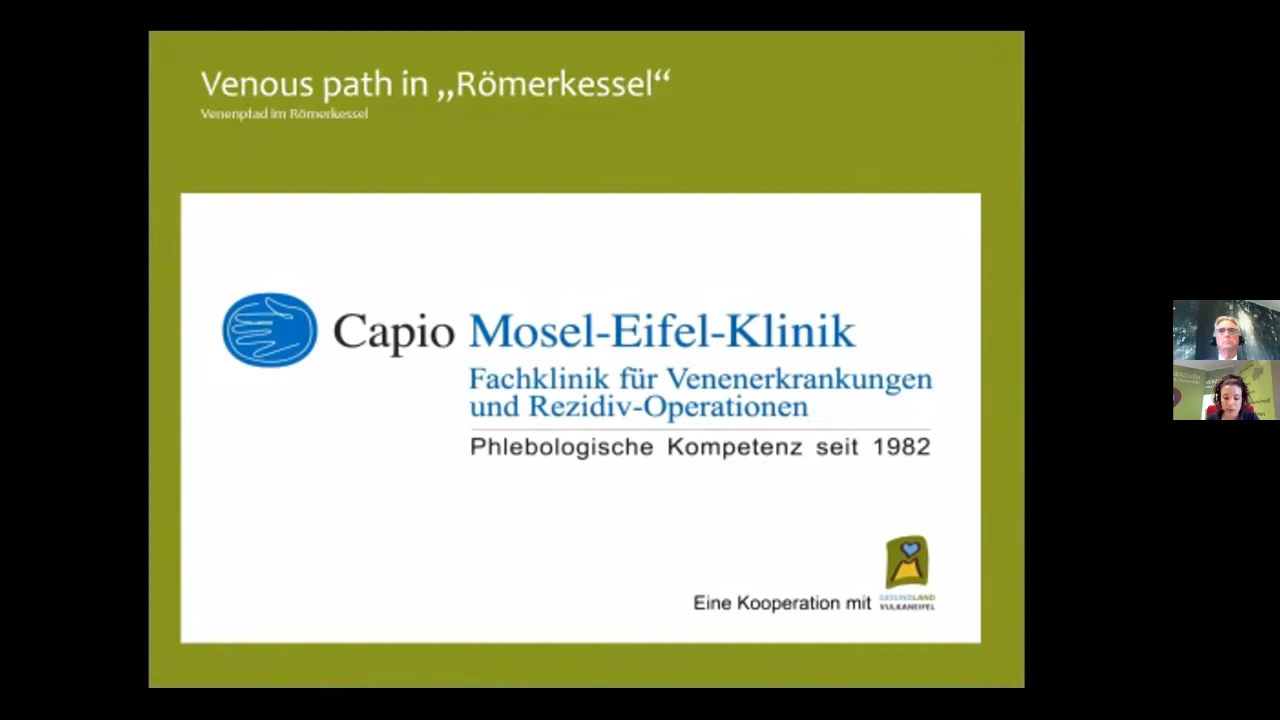 Venous path in „Römerkessel“
Venenpfad im Römerkessel
Capio Mosel-Eifel-Klinik
Fachklinik für Venenerkrankungen
und Rezidiv-Operationen
Phlebologische Kompetenz seit 1982
Eine Kooperation mit
GESUNDLAND
VULKANEIFEL
HERZLICH